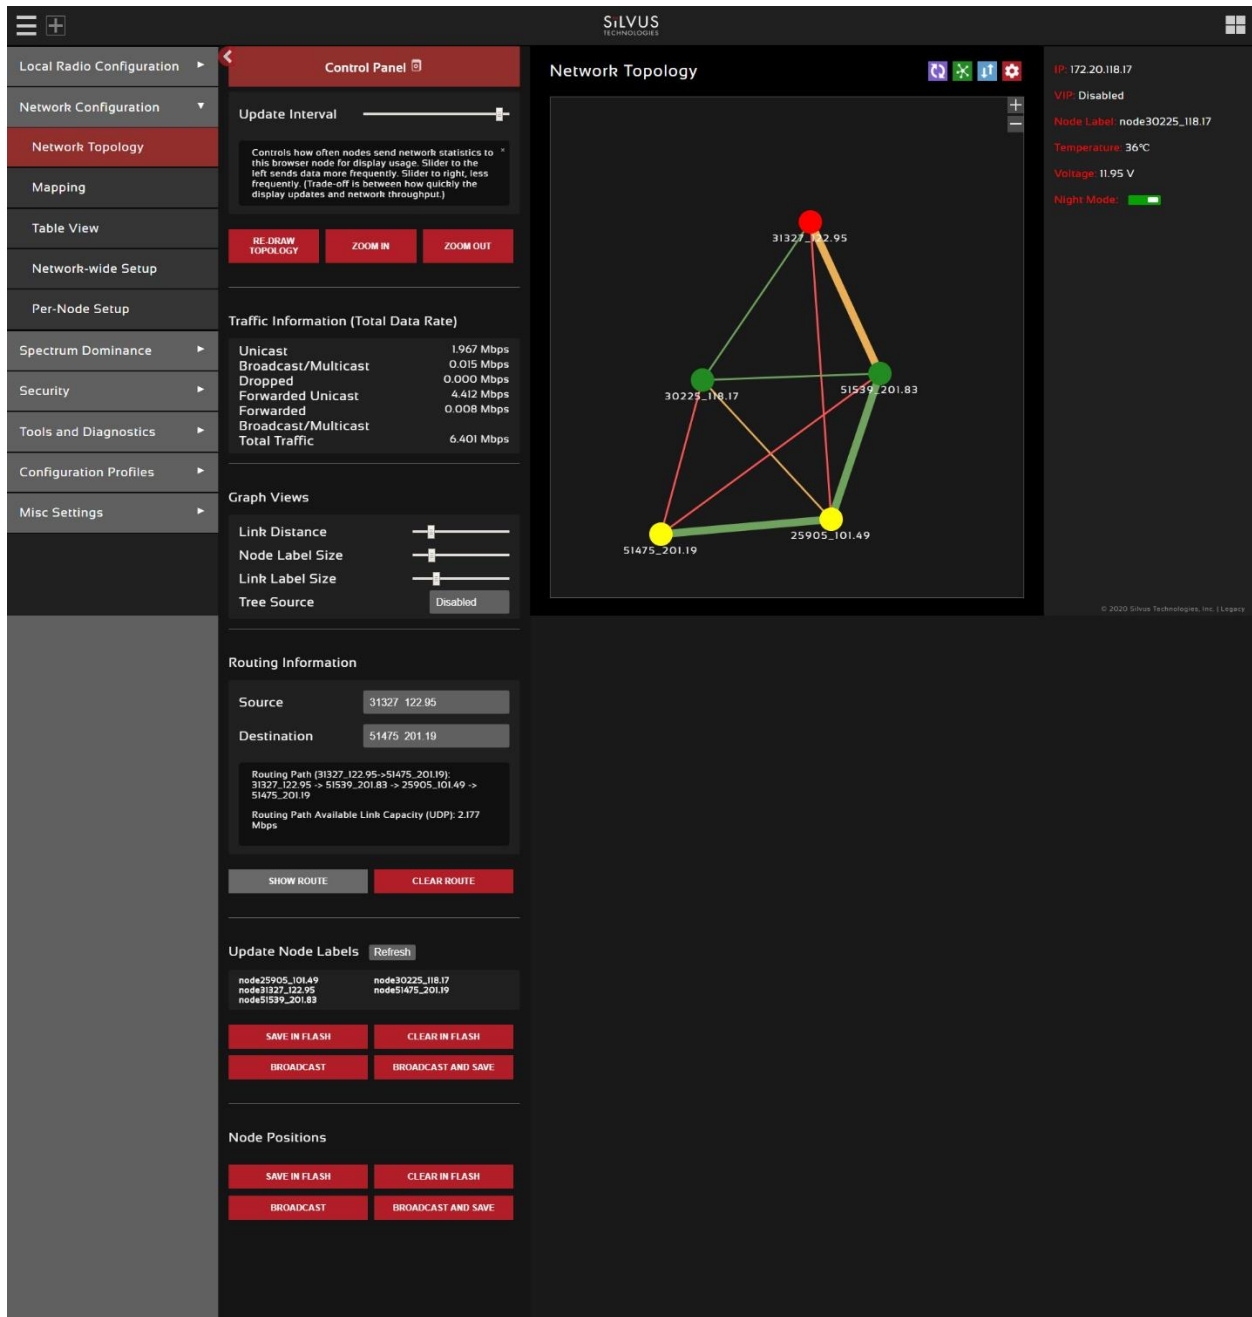 SiLVUS
TECHNOLOGIES
Local Radio Configuration
Network Configuration
Network Topology
Mapping
Table View
Network-wide Setup
Per-Node Setup
Spectrum Dominance
Security
Tools and Diagnostics
Configuration Profiles
Misc Settings
Control Panel
Update Interval
Controls how often nodes send network statistics to
this browser node for display usage. Slider to the
left sends data more frequently. Slider to right, less
frequently. (Trade-off is between how quickly the
display updates and network throughput.)
RE-DRAW
TOPOLOGY
ZOOM IN
ZOOM OUT
Traffic Information (Total Data Rate)
Unicast 1.967 Mbps
Broadcast/Multicast 0.015 Mbps
Dropped 0.000 Mbps
Forwarded Unicast 4.412 Mbps
Forwarded 0.008 Mbps
Broadcast/Multicast
Total Traffic 6.401 Mbps
Graph Views
Link Distance
Node Label Size
Link Label Size
Tree Source Disabled
Routing Information
Source 31327 122.95
Destination 51475 201.19
Routing Path (31327_122.95->51475_201.19):
31327_122.95 -> 51539_201.83 -> 25905_101.49 ->
51475_201.19
Routing Path Available Link Capacity (UDP): 2.177
Mbps
SHOW ROUTE
CLEAR ROUTE
Update Node Labels Refresh
node25905_101.49 node30225_118.17
node31327_122.95 node51475_201.19
node51539_201.83
SAVE IN FLASH
CLEAR IN FLASH
BROADCAST
BROADCAST AND SAVE
Node Positions
SAVE IN FLASH
CLEAR IN FLASH
BROADCAST
BROADCAST AND SAVE
Network Topology
31327_122.95
30225_118.17
51539_201.83
25905_101.49
51475_201.19
IP: 172.20.118.17
VIP: Disabled
Node Label: node30225_118.17
Temperature: 36°C
Voltage: 11.95 V
Night Mode:
© 2020 Silvus Technologies, Inc. | Legacy